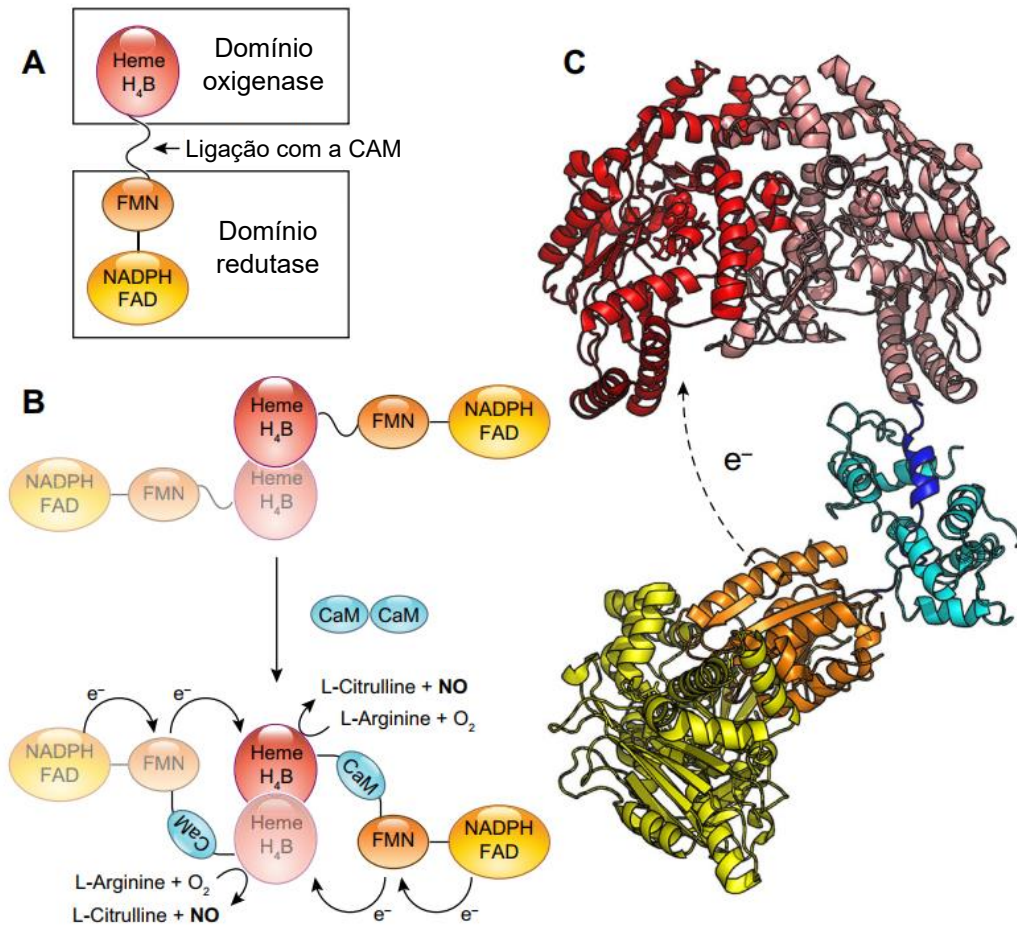 A
Heme
H₄B
Domínio
oxigenase
Ligação com a CAM
FMN
NADPH
FAD
Domínio
redutase
B
Heme
H₄B
FMN
NADPH
FAD
NADPH
FAD
FMN
Heme
H₄B
CaM
CaM
L-Citrulline + NO
L-Arginine + O₂
e⁻
e⁻
NADPH
FAD
FMN
Heme
H₄B
CaM
CaM
Heme
H₄B
FMN
NADPH
FAD
L-Arginine + O₂
L-Citrulline + NO
e⁻
e⁻
C
e⁻